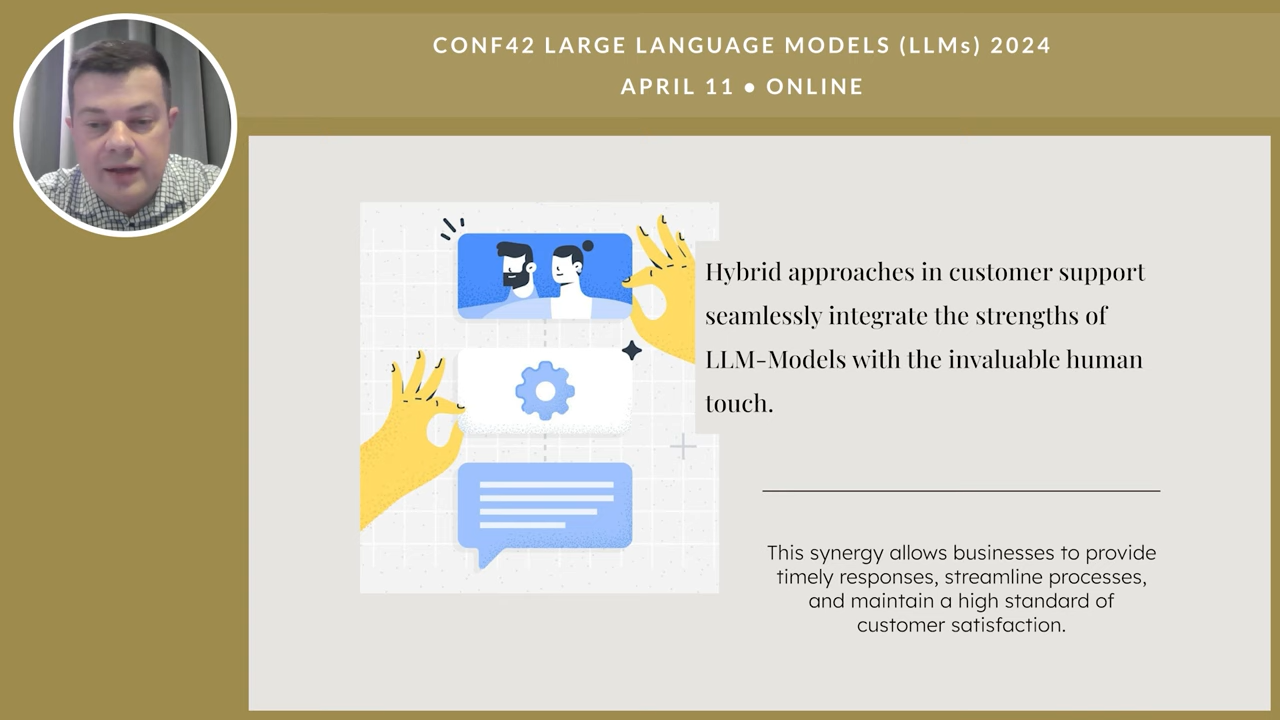 CONF42 LARGE LANGUAGE MODELS (LLMs) 2024
APRIL 11 ● ONLINE
Hybrid approaches in customer support
seamlessly integrate the strengths of
LLM-Models with the invaluable human
touch.
This synergy allows businesses to provide
timely responses, streamline processes,
and maintain a high standard of
customer satisfaction.